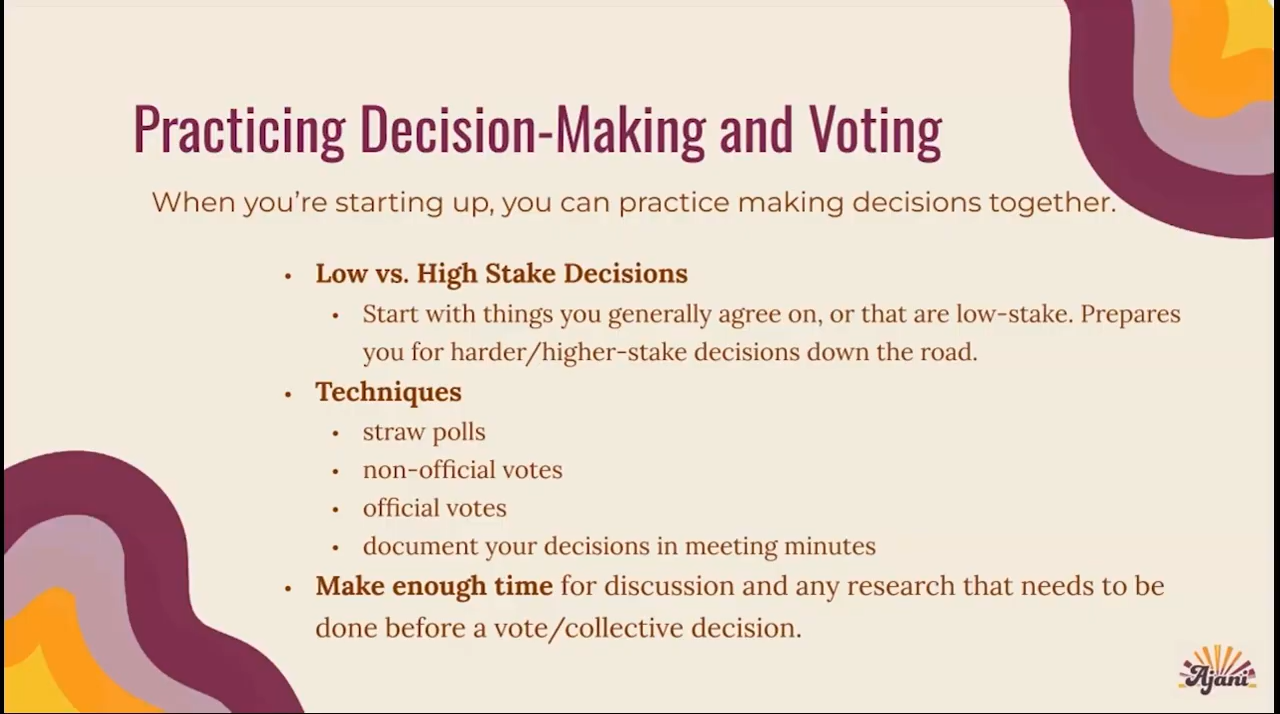 Practicing Decision-Making and Voting
When you’re starting up, you can practice making decisions together.
• Low vs. High Stake Decisions
• Start with things you generally agree on, or that are low-stake. Prepares
you for harder/higher-stake decisions down the road.
• Techniques
• straw polls
• non-official votes
• official votes
• document your decisions in meeting minutes
• Make enough time for discussion and any research that needs to be
done before a vote/collective decision.
Ajani